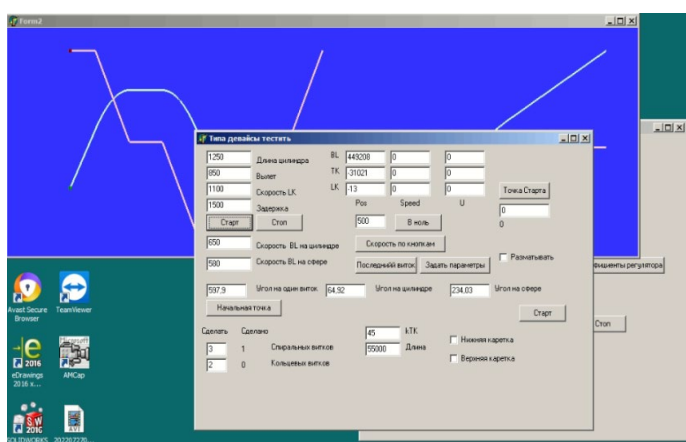 Form2
Типа девайсы тестить
1250 Длина цилиндра BL 449208 0 0
850 Вылет TK -31021 0 0
1100 Скорость LK LK -13 0 0 Точка Старта
1500 Задержка Pos Speed U 0
Старт Стоп 500 В ноль 0
650 Скорость BL на цилиндре Скорость по кнопкам
580 Скорость BL на сфере Последний виток Задать параметры Разматывать
597,9 Угол на один виток 64,92 Угол на цилиндре 234,03 Угол на сфере
Начальная точка Старт
Сделать Сделано 45 kТК Нижняя каретка
3 1 Спиральных витков 55000 Длина
2 0 Кольцевых витков Верхняя каретка
фициенты регулятора
Стоп
Avast Secure Browser
TeamViewer
eDrawings 2016 x...
AMCap
SOLIDWORKS